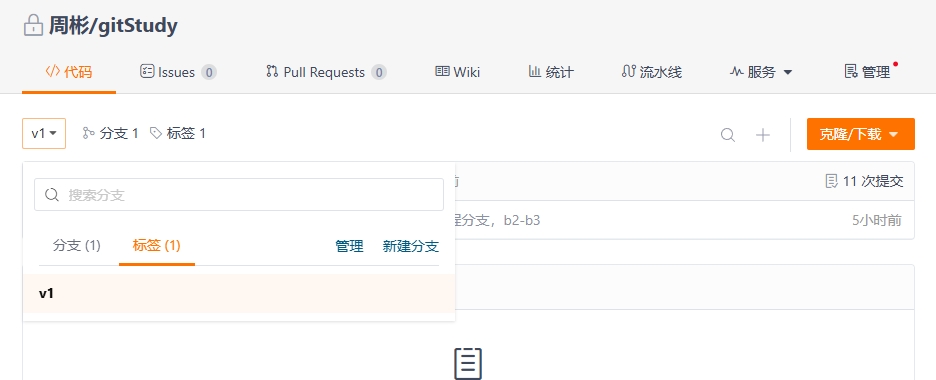 周彬/gitStudy
代码 Issues 0 Pull Requests 0 Wiki 统计 流水线 服务 管理
v1 分支 1 标签 1 克隆/下载
搜索分支 前 11 次提交
程分支，b2-b3 5小时前
分支 (1) 标签 (1) 管理 新建分支
v1